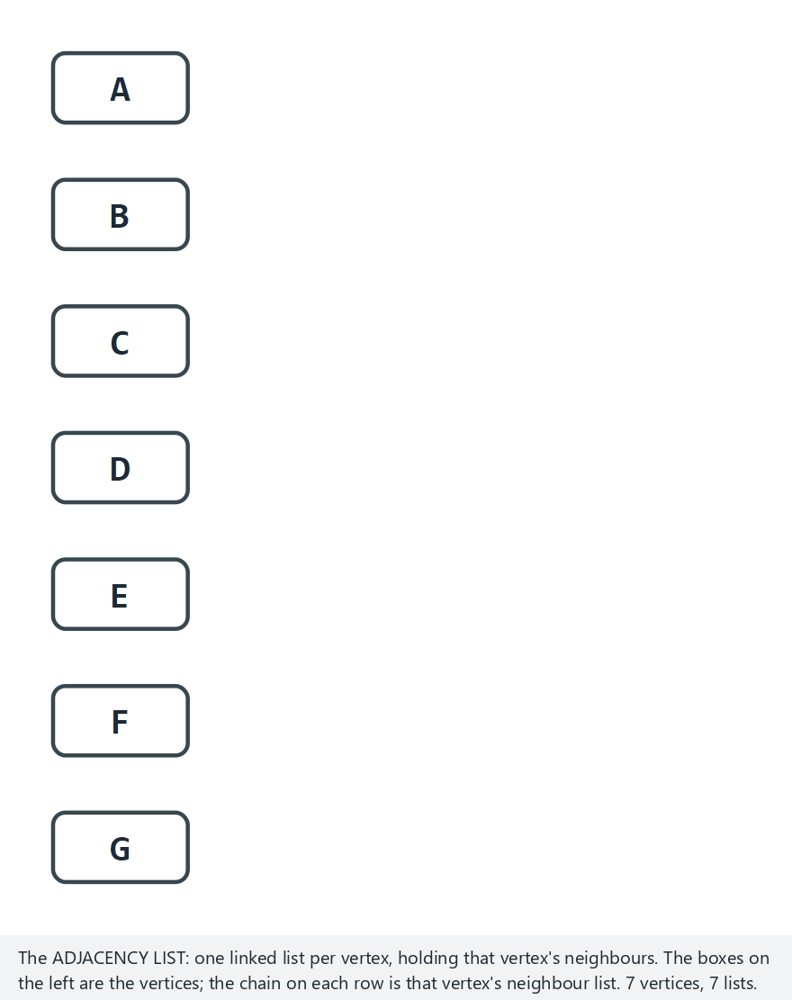 A
B
C
D
E
F
G
The ADJACENCY LIST: one linked list per vertex, holding that vertex's neighbours. The boxes on
the left are the vertices; the chain on each row is that vertex's neighbour list. 7 vertices, 7 lists.